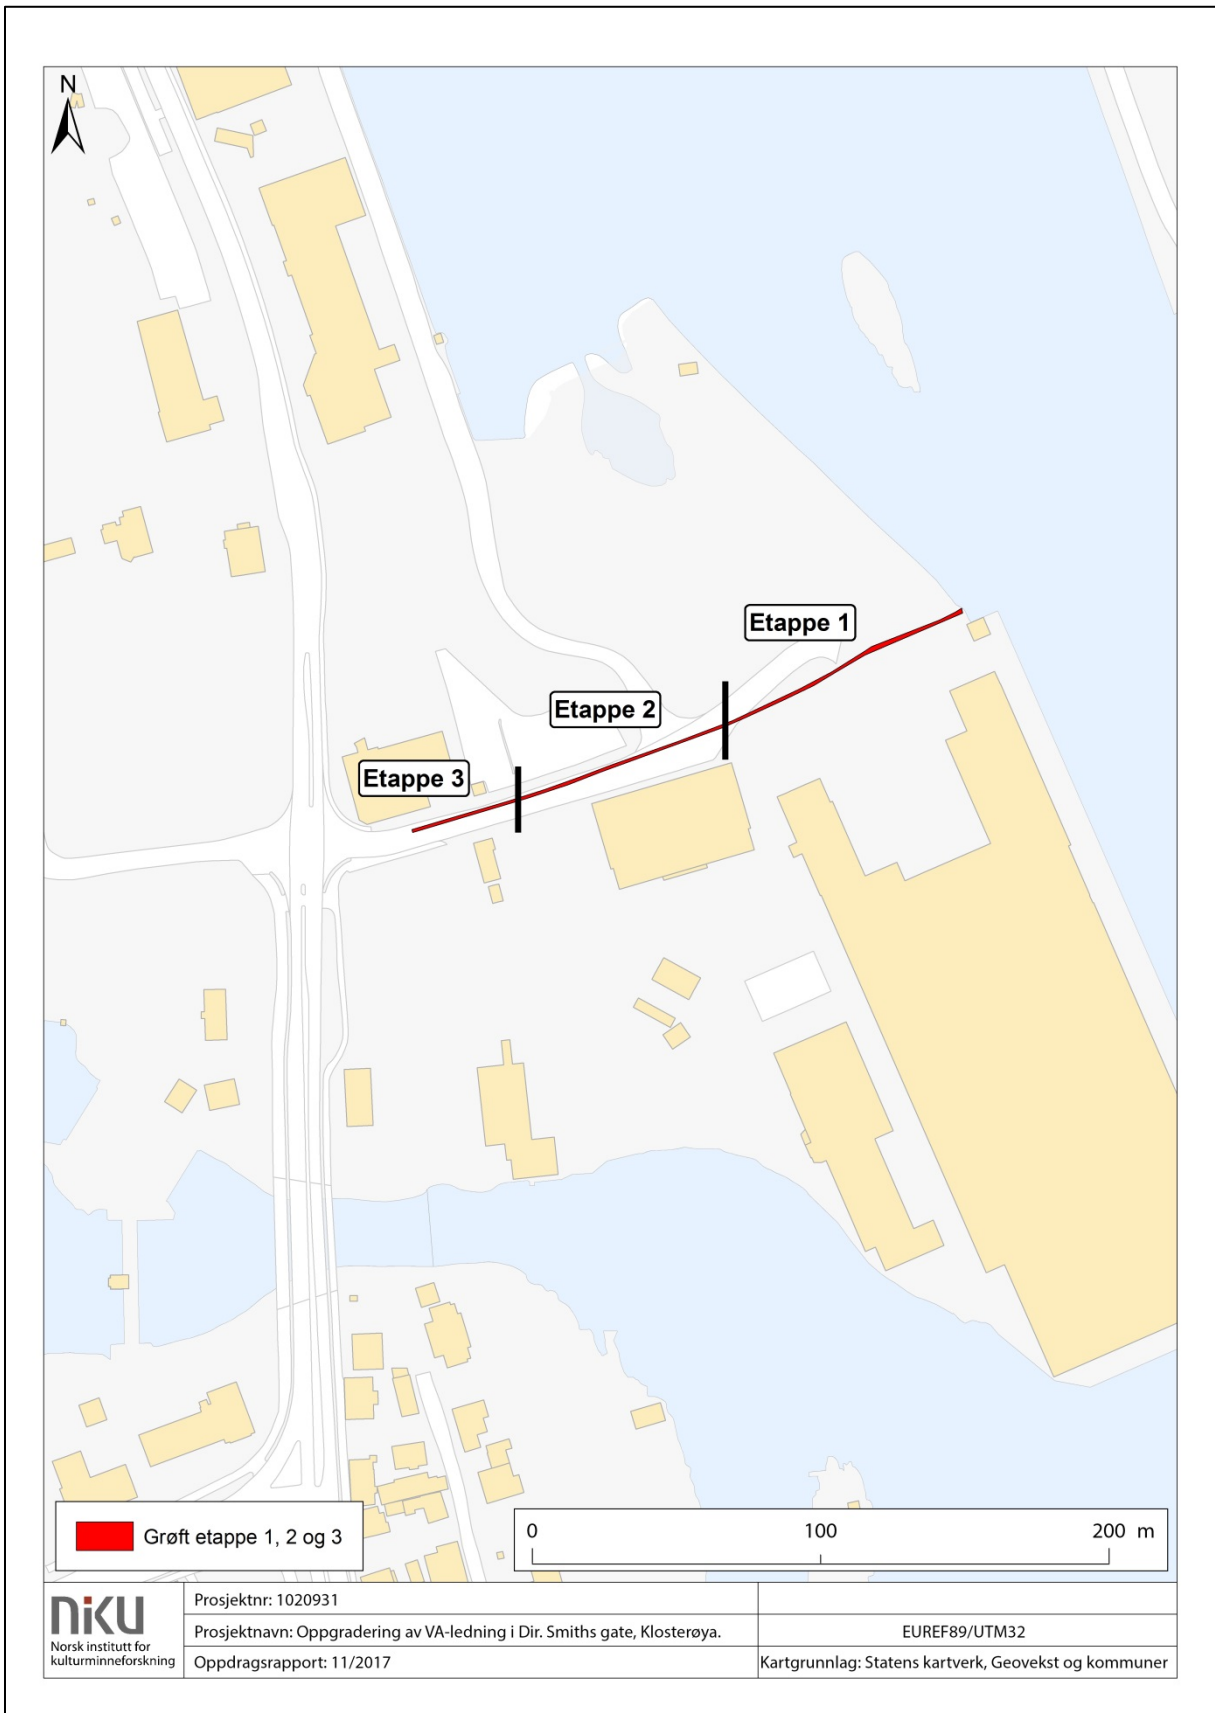 N
Etappe 1
Etappe 2
Etappe 3
Grøft etappe 1, 2 og 3
0 100 200 m
niku
Norsk institutt for
kulturminneforskning
Prosjektnr: 1020931
Prosjektnavn: Oppgradering av VA-ledning i Dir. Smiths gate, Klosterøya.
EUREF89/UTM32
Oppdragsrapport: 11/2017
Kartgrunnlag: Statens kartverk, Geovekst og kommuner